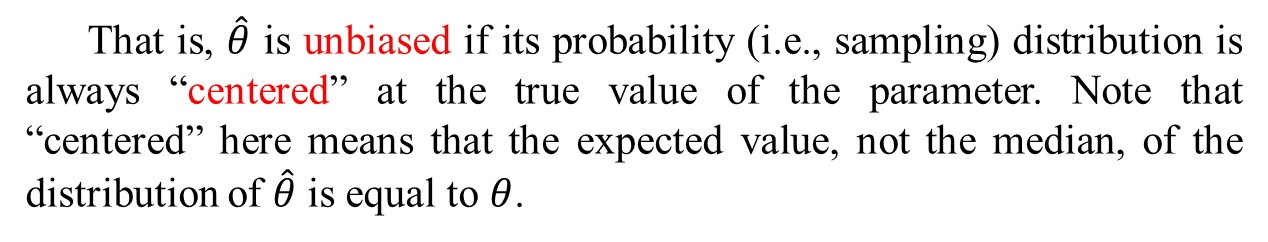 That is, θ̂ is unbiased if its probability (i.e., sampling) distribution is
always “centered” at the true value of the parameter. Note that
“centered” here means that the expected value, not the median, of the
distribution of θ̂ is equal to θ.